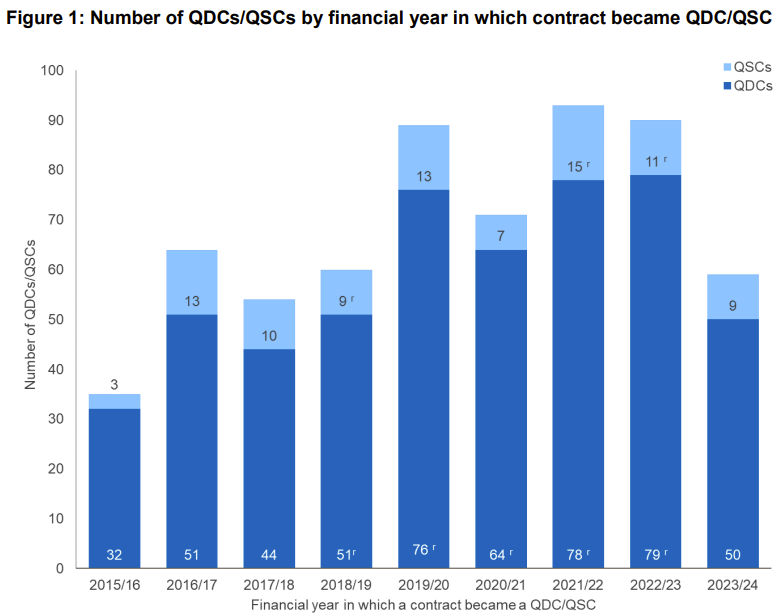 Figure 1: Number of QDCs/QSCs by financial year in which contract became QDC/QSC
QSCs
QDCs
Number of QDCs/QSCs
100
90
80
70
60
50
40
30
20
10
0
3
13
10
9 r
13
7
15 r
11 r
9
32
51
44
51 r
76 r
64 r
78 r
79 r
50
2015/16
2016/17
2017/18
2018/19
2019/20
2020/21
2021/22
2022/23
2023/24
Financial year in which a contract became a QDC/QSC